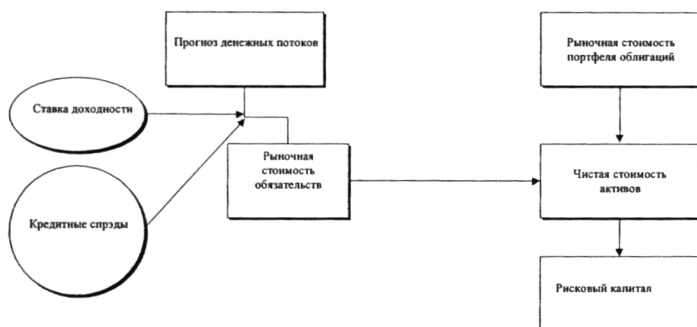 Прогноз денежных потоков
Рыночная стоимость
портфеля облигаций
Ставка доходности
Рыночная
стоимость
обязательств
Чистая стоимость
активов
Кредитные спрэды
Рисковый капитал